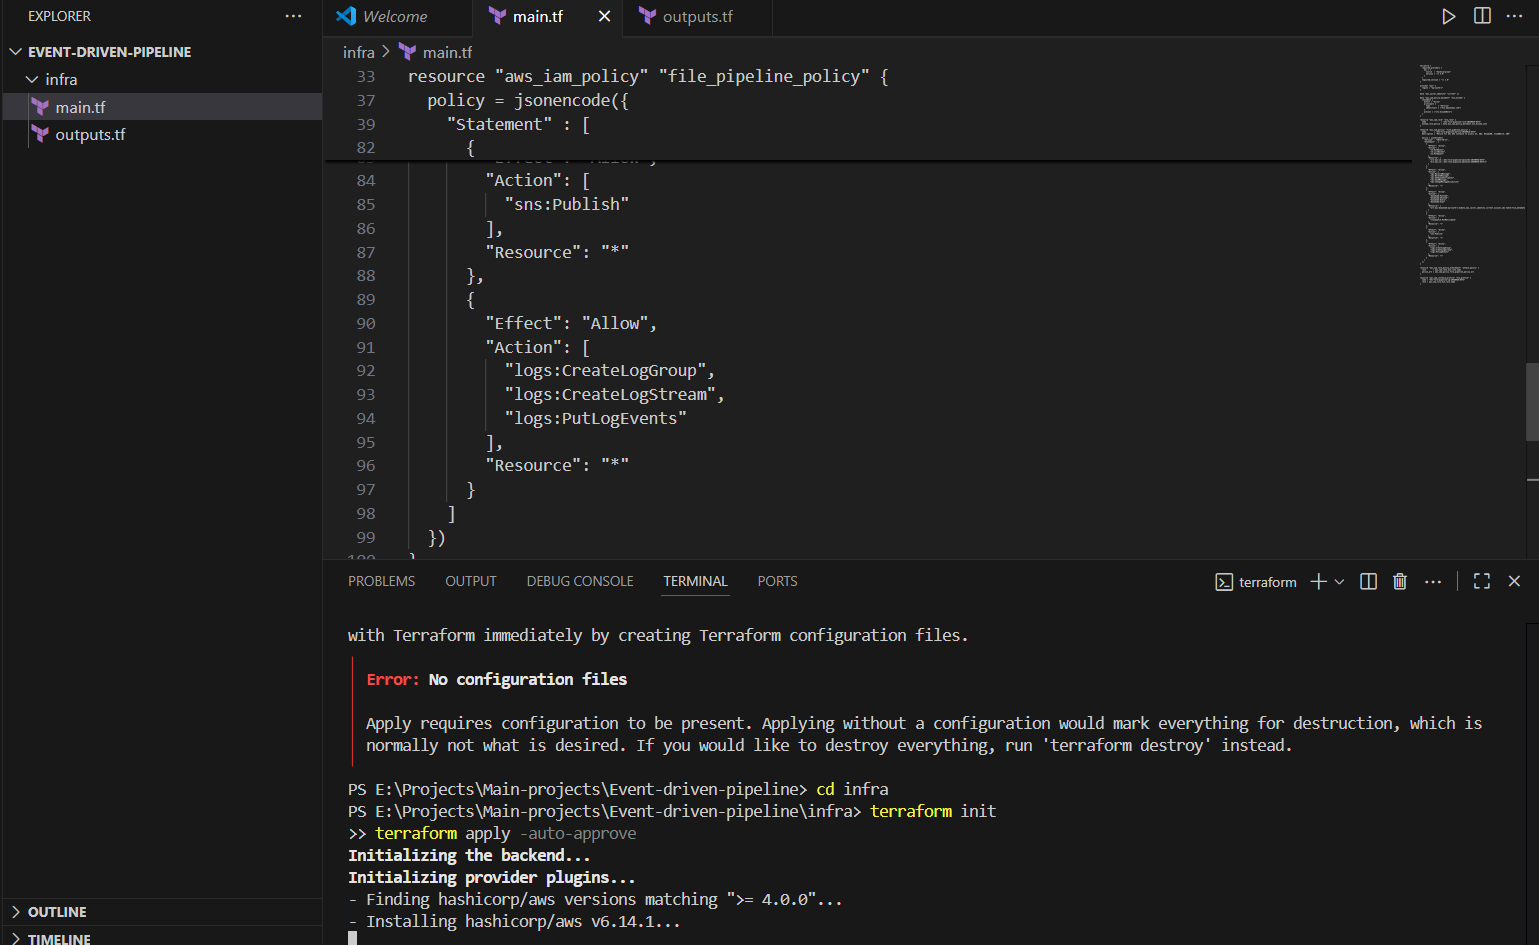 EXPLORER
EVENT-DRIVEN-PIPELINE
infra
main.tf
outputs.tf
OUTLINE
TIMELINE
Welcome
main.tf
outputs.tf
infra > main.tf
33 resource "aws_iam_policy" "file_pipeline_policy" {
37 policy = jsonencode({
39 "Statement" : [
82 {
84 "Action": [
85 "sns:Publish"
86 ],
87 "Resource": "*"
88 },
89 {
90 "Effect": "Allow",
91 "Action": [
92 "logs:CreateLogGroup",
93 "logs:CreateLogStream",
94 "logs:PutLogEvents"
95 ],
96 "Resource": "*"
97 }
98 ]
99 })
PROBLEMS OUTPUT DEBUG CONSOLE TERMINAL PORTS
terraform
with Terraform immediately by creating Terraform configuration files.
Error: No configuration files
Apply requires configuration to be present. Applying without a configuration would mark everything for destruction, which is
normally not what is desired. If you would like to destroy everything, run 'terraform destroy' instead.
PS E:\Projects\Main-projects\Event-driven-pipeline> cd infra
PS E:\Projects\Main-projects\Event-driven-pipeline\infra> terraform init
>> terraform apply -auto-approve
Initializing the backend...
Initializing provider plugins...
- Finding hashicorp/aws versions matching ">= 4.0.0"...
- Installing hashicorp/aws v6.14.1...